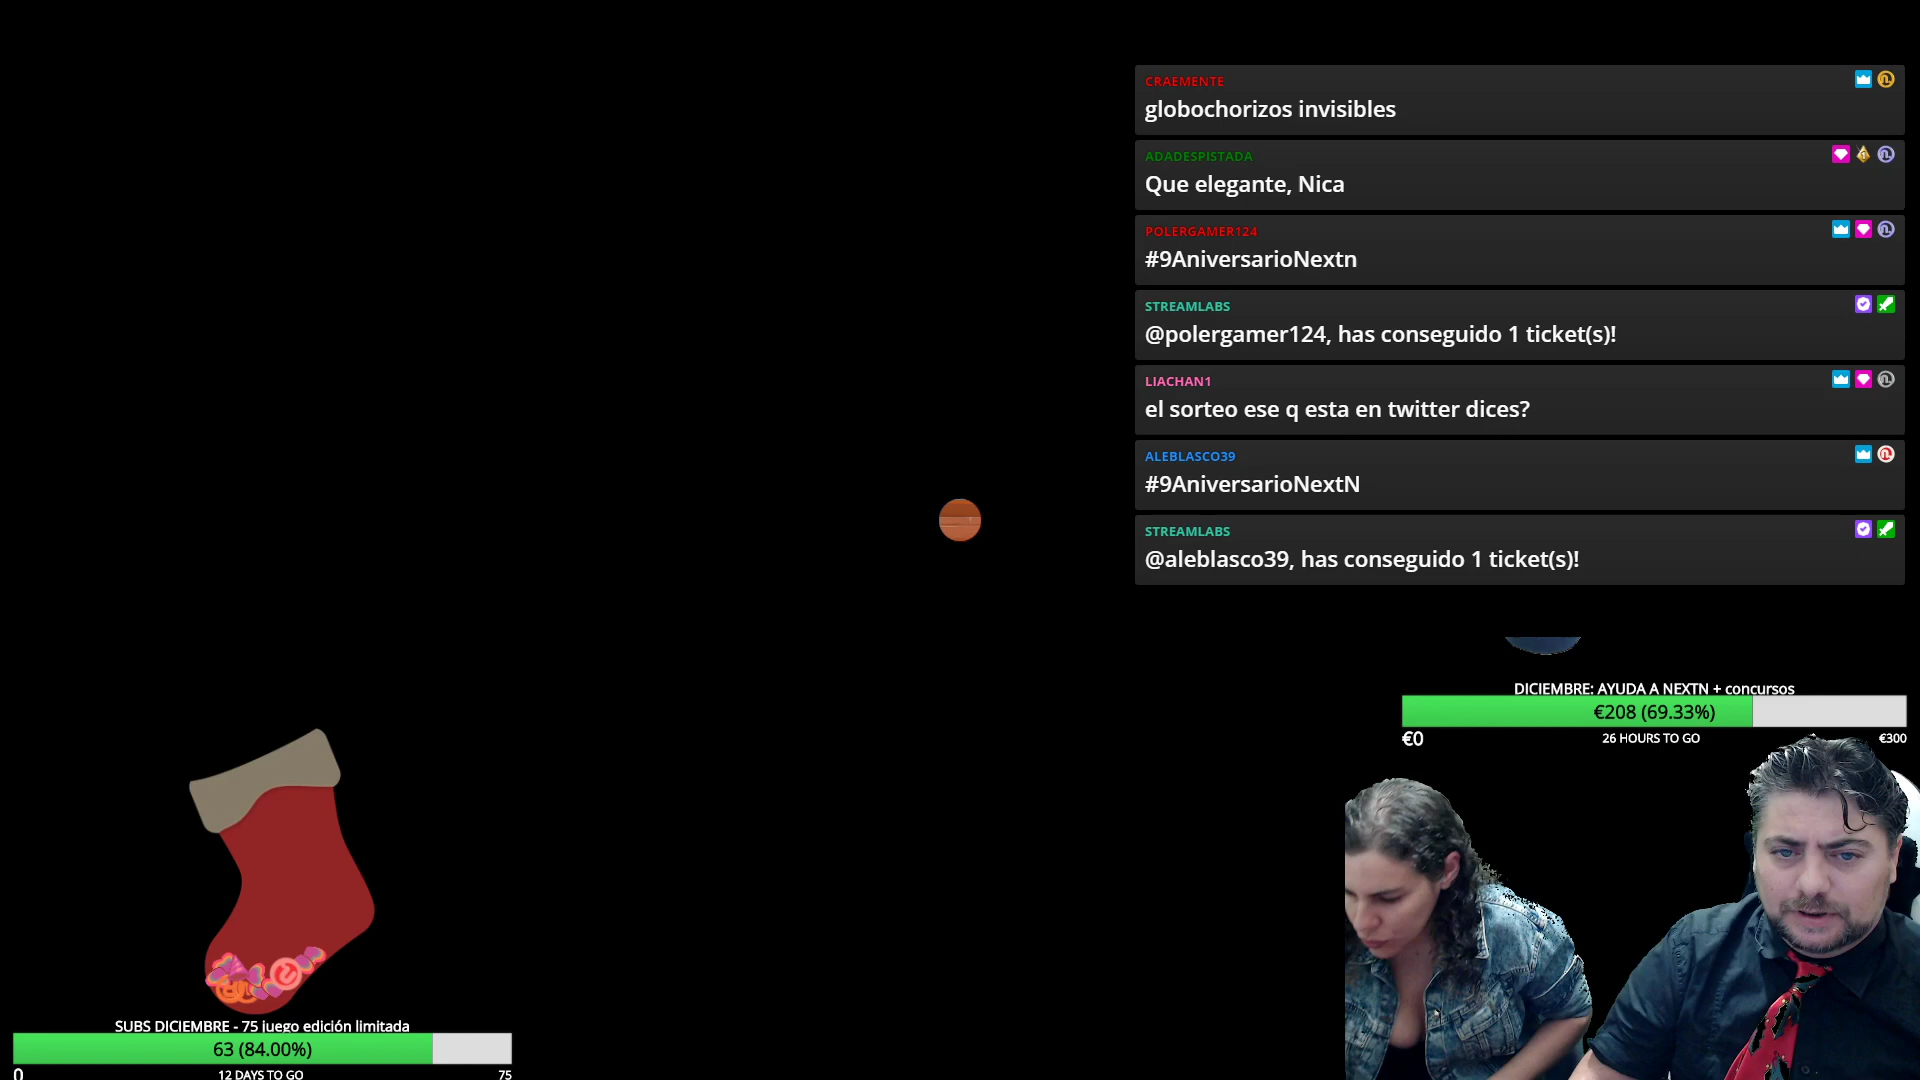 CRAEMENTE
globochorizos invisibles
ADADESPISTADA
Que elegante, Nica
POLERGAMER124
#9AniversarioNextn
STREAMLABS
@polergamer124, has conseguido 1 ticket(s)!
LIACHAN1
el sorteo ese q esta en twitter dices?
ALEBLASCO39
#9AniversarioNextN
STREAMLABS
@aleblasco39, has conseguido 1 ticket(s)!
DICIEMBRE: AYUDA A NEXTN + concursos
€208 (69.33%)
€0 26 HOURS TO GO €300
SUBS DICIEMBRE - 75 juego edición limitada
63 (84.00%)
0 12 DAYS TO GO 75